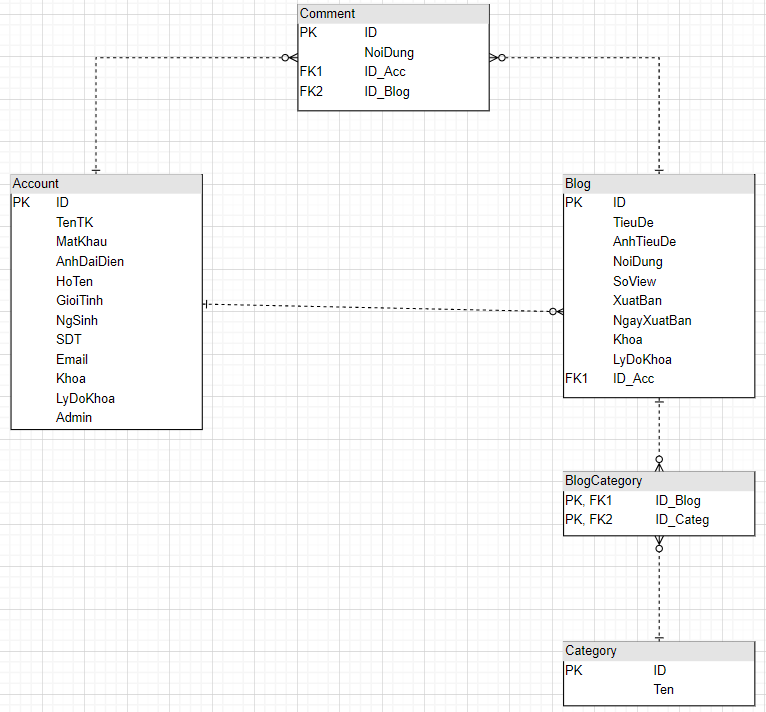 Comment
PK ID
NoiDung
FK1 ID_Acc
FK2 ID_Blog
Account
PK ID
TenTK
MatKhau
AnhDaiDien
HoTen
GioiTinh
NgSinh
SDT
Email
Khoa
LyDoKhoa
Admin
Blog
PK ID
TieuDe
AnhTieuDe
NoiDung
SoView
XuatBan
NgayXuatBan
Khoa
LyDoKhoa
FK1 ID_Acc
BlogCategory
PK, FK1 ID_Blog
PK, FK2 ID_Categ
Category
PK ID
Ten